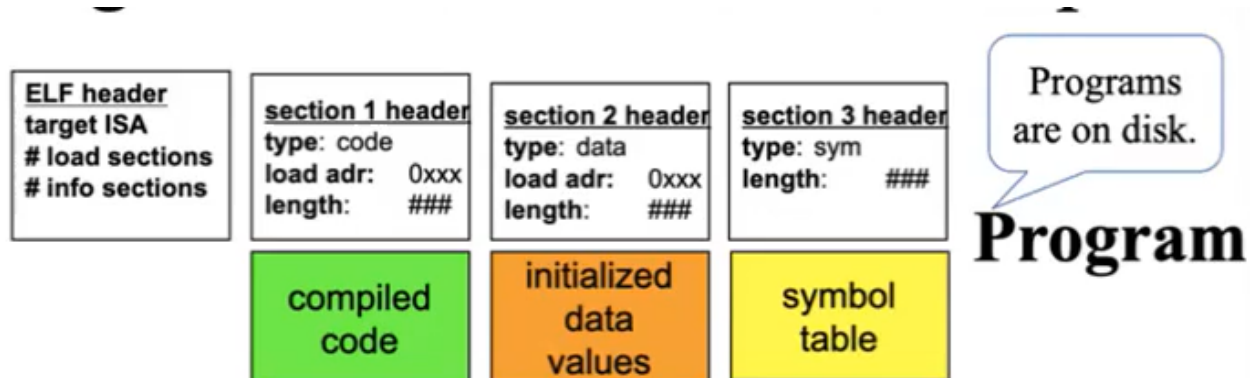 ELF header
target ISA
# load sections
# info sections
section 1 header
type: code
load adr: 0xxx
length: ###
section 2 header
type: data
load adr: 0xxx
length: ###
section 3 header
type: sym
length: ###
Programs
are on disk.
Program
compiled
code
initialized
data
values
symbol
table